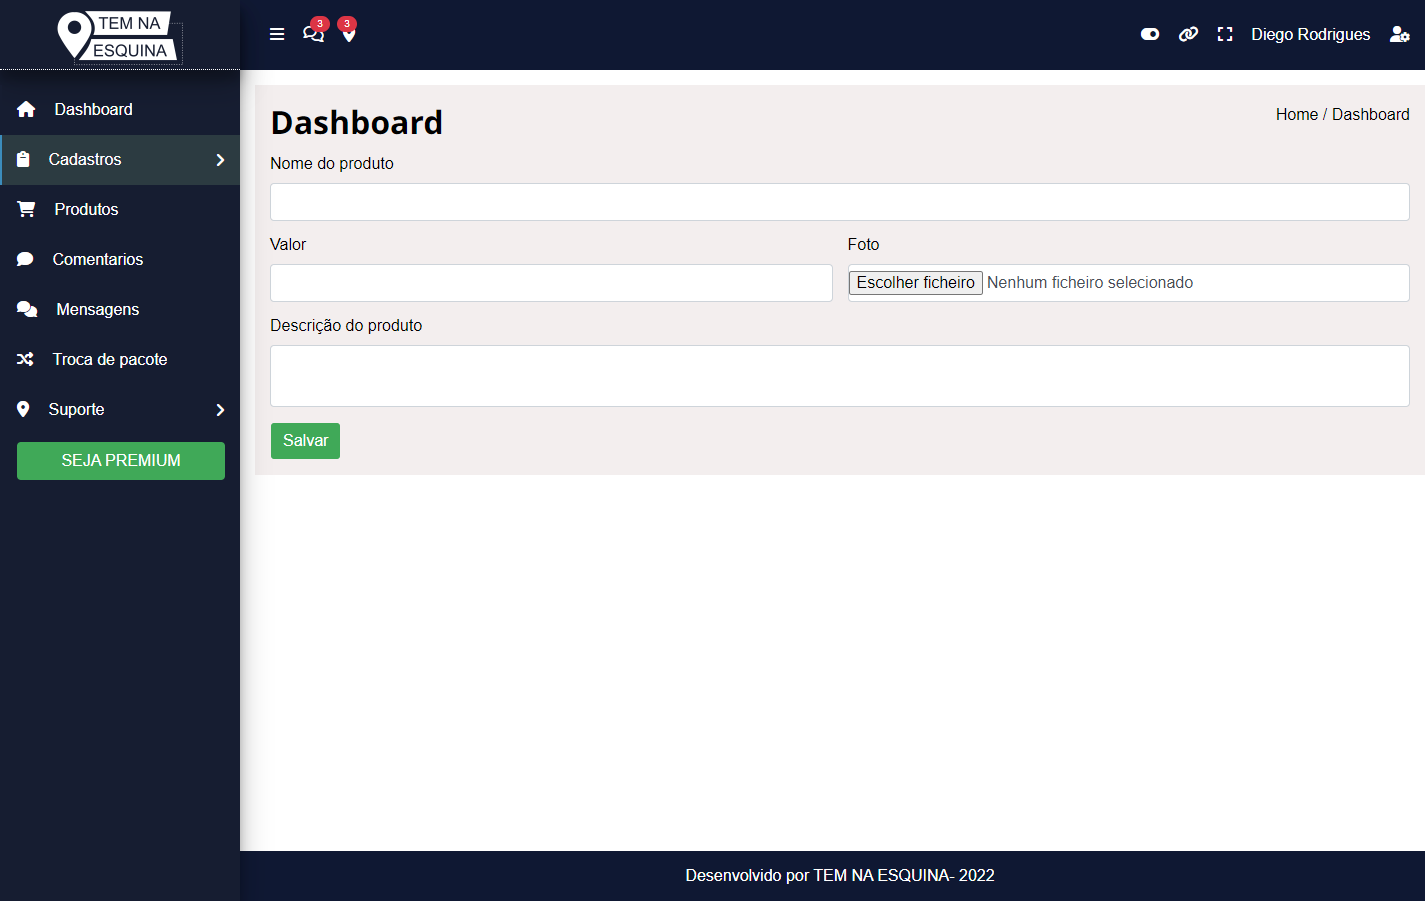 TEM NA
ESQUINA
3
3
Diego Rodrigues
Dashboard
Cadastros
Produtos
Comentarios
Mensagens
Troca de pacote
Suporte
SEJA PREMIUM
Dashboard
Home / Dashboard
Nome do produto
Valor
Foto
Escolher ficheiro Nenhum ficheiro selecionado
Descrição do produto
Salvar
Desenvolvido por TEM NA ESQUINA- 2022